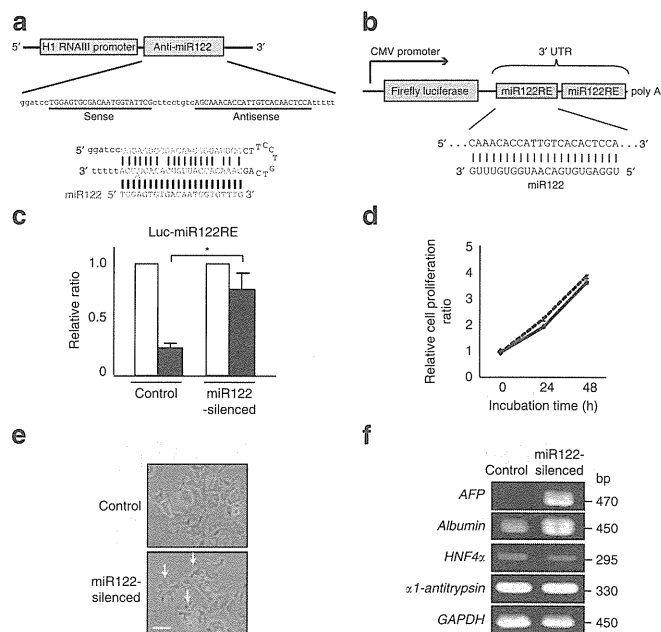 a
5′ H1 RNAIII promoter Anti-miR122 3′
ggatccTGGAGTGCGACAATGGTATTCGcttcctgtcAGCAAACACCATTGTCACAACTCCAttttt
Sense Antisense
5′ ggatcc
3′ ttttt
miR122 5′ TGGAGTGTGACAATGGTGTTTG 3′
b
CMV promoter
3′ UTR
Firefly luciferase miR122RE miR122RE poly A
5′ ...CAAACACCATTGTCACACTCCA...3′
3′ GUUUGUGGUAACAGUGUGAGGU 5′
miR122
c
Luc-miR122RE
*
Relative ratio
1.0
0.5
0
Control
miR122
-silenced
d
Relative cell proliferation
ratio
5
4
3
2
1
0 24 48
Incubation time (h)
e
Control
miR122-
silenced
f
Control miR122-
silenced
bp
AFP 470
Albumin 450
HNF4α 295
α1-antitrypsin 330
GAPDH 450